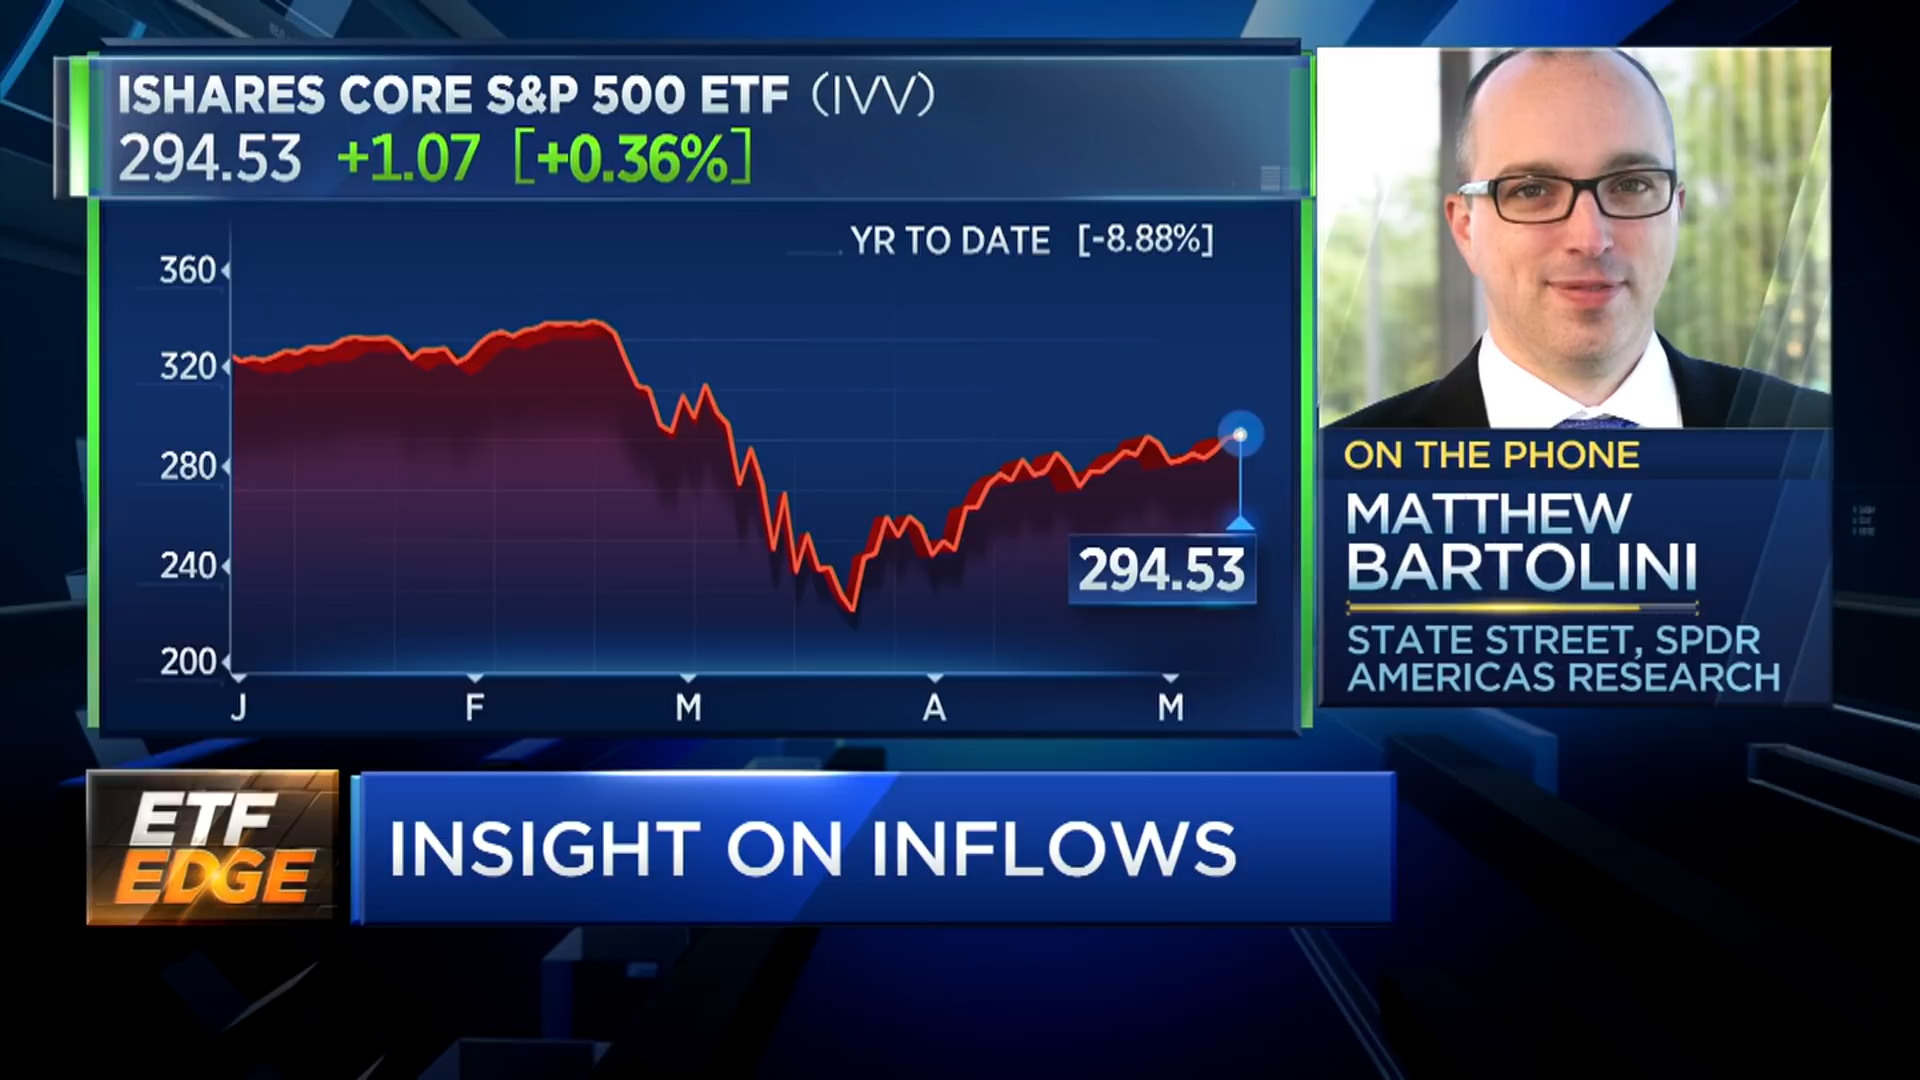 ISHARES CORE S&P 500 ETF (IVV)
294.53 +1.07 [+0.36%]
YR TO DATE [-8.88%]
360
320
280
240
200
294.53
J F M A M
ON THE PHONE
MATTHEW
BARTOLINI
STATE STREET, SPDR
AMERICAS RESEARCH
ETF
EDGE
INSIGHT ON INFLOWS